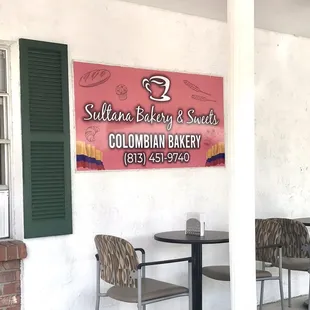 Sultana Bakery & Sweets
COLOMBIAN BAKERY
(813) 451-9740